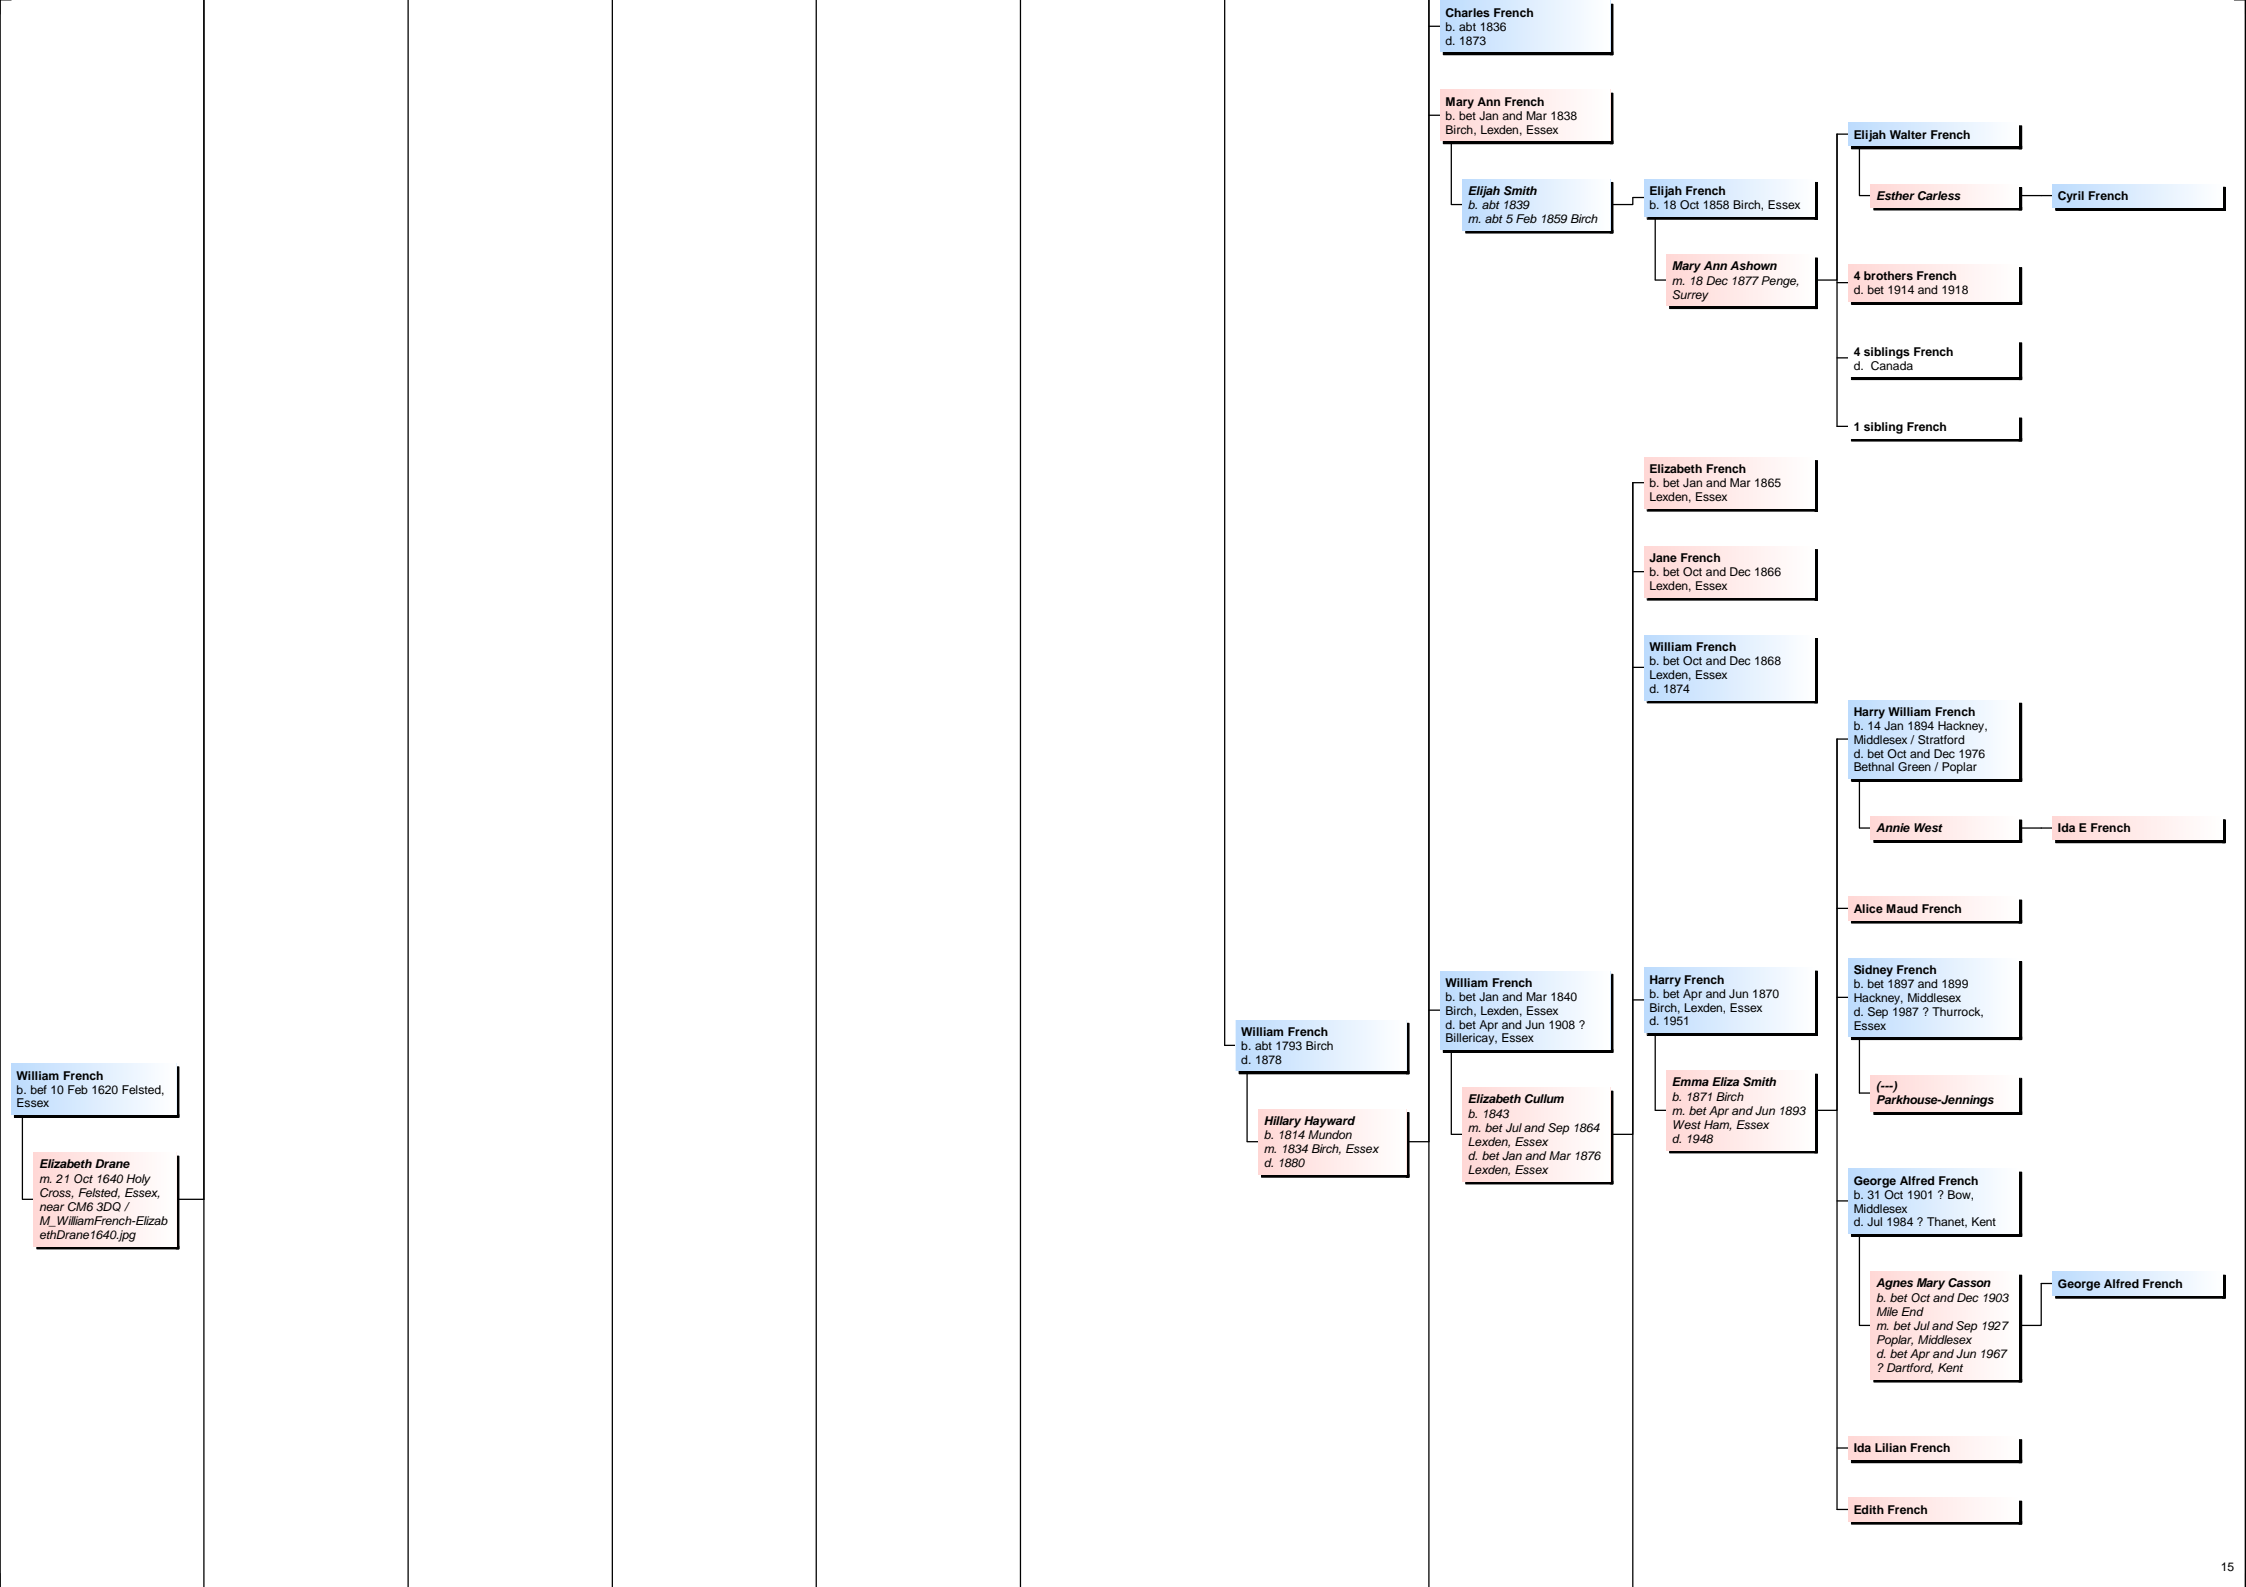 Charles French
b. abt 1836
d. 1873
Mary Ann French
b. bet Jan and Mar 1838
Birch, Lexden, Essex
Elijah Smith
b. abt 1839
m. abt 5 Feb 1859 Birch
Elijah French
b. 18 Oct 1858 Birch, Essex
Mary Ann Ashown
m. 18 Dec 1877 Penge,
Surrey
Elijah Walter French
Esther Carless
Cyril French
4 brothers French
d. bet 1914 and 1918
4 siblings French
d.  Canada
1 sibling French
Elizabeth French
b. bet Jan and Mar 1865
Lexden, Essex
Jane French
b. bet Oct and Dec 1866
Lexden, Essex
William French
b. bet Oct and Dec 1868
Lexden, Essex
d. 1874
Harry William French
b. 14 Jan 1894 Hackney,
Middlesex / Stratford
d. bet Oct and Dec 1976
Bethnal Green / Poplar
Annie West
Ida E French
Alice Maud French
William French
b. bef 10 Feb 1620 Felsted,
Essex
Elizabeth Drane
m. 21 Oct 1640 Holy
Cross, Felsted, Essex,
near CM6 3DQ /
M_WilliamFrench-Elizab
ethDrane1640.jpg
William French
b. abt 1793 Birch
d. 1878
Hillary Hayward
b. 1814 Mundon
m. 1834 Birch, Essex
d. 1880
William French
b. bet Jan and Mar 1840
Birch, Lexden, Essex
d. bet Apr and Jun 1908 ?
Billericay, Essex
Elizabeth Cullum
b. 1843
m. bet Jul and Sep 1864
Lexden, Essex
d. bet Jan and Mar 1876
Lexden, Essex
Harry French
b. bet Apr and Jun 1870
Birch, Lexden, Essex
d. 1951
Emma Eliza Smith
b. 1871 Birch
m. bet Apr and Jun 1893
West Ham, Essex
d. 1948
Sidney French
b. bet 1897 and 1899
Hackney, Middlesex
d. Sep 1987 ? Thurrock,
Essex
(---)
Parkhouse-Jennings
George Alfred French
b. 31 Oct 1901 ? Bow,
Middlesex
d. Jul 1984 ? Thanet, Kent
Agnes Mary Casson
b. bet Oct and Dec 1903
Mile End
m. bet Jul and Sep 1927
Poplar, Middlesex
d. bet Apr and Jun 1967
? Dartford, Kent
George Alfred French
Ida Lilian French
Edith French
15